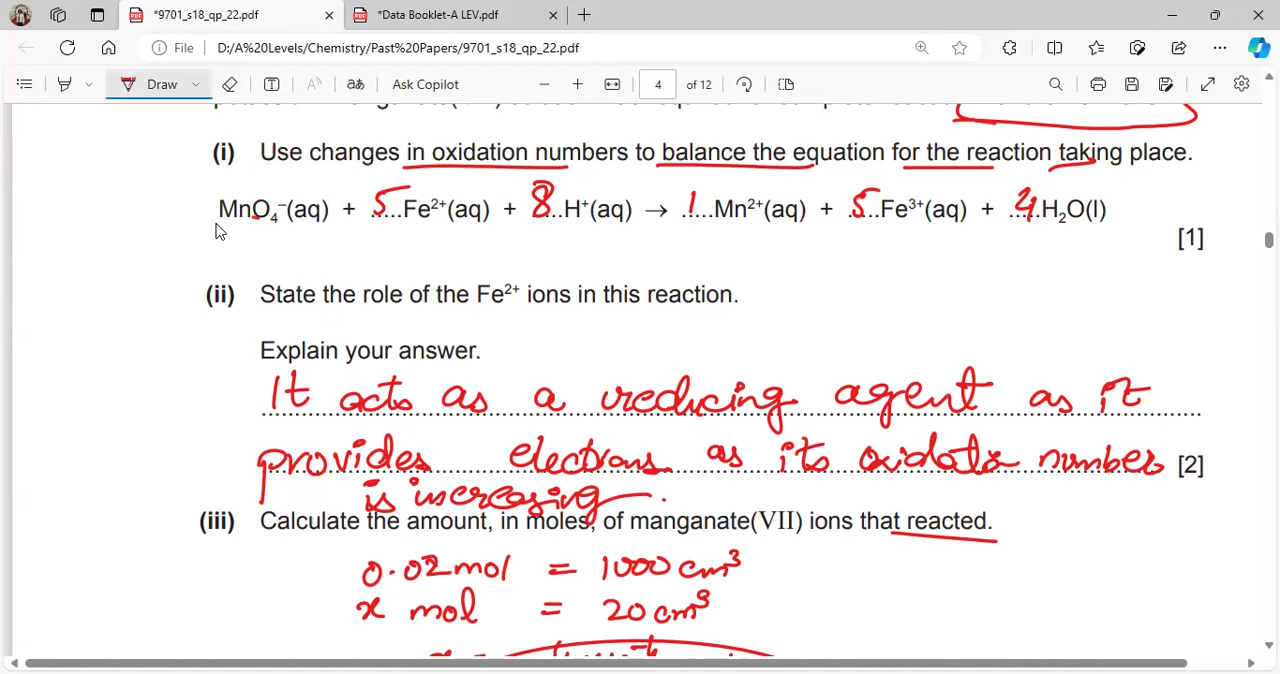 *9701_s18_qp_22.pdf
*Data Booklet-A LEV.pdf
File D:/A%20Levels/Chemistry/Past%20Papers/9701_s18_qp_22.pdf
Draw aあ Ask Copilot 4 of 12
(i) Use changes in oxidation numbers to balance the equation for the reaction taking place.
MnO₄⁻(aq) + 5 Fe²⁺(aq) + 8 H⁺(aq) → 1 Mn²⁺(aq) + 5 Fe³⁺(aq) + 4 H₂O(l)
[1]
(ii) State the role of the Fe²⁺ ions in this reaction.
Explain your answer.
It acts as a reducing agent as it
provides electrons as its oxidatn number [2]
is increasing.
(iii) Calculate the amount, in moles, of manganate(VII) ions that reacted.
0.02 mol = 1000 cm³
x mol = 20 cm³